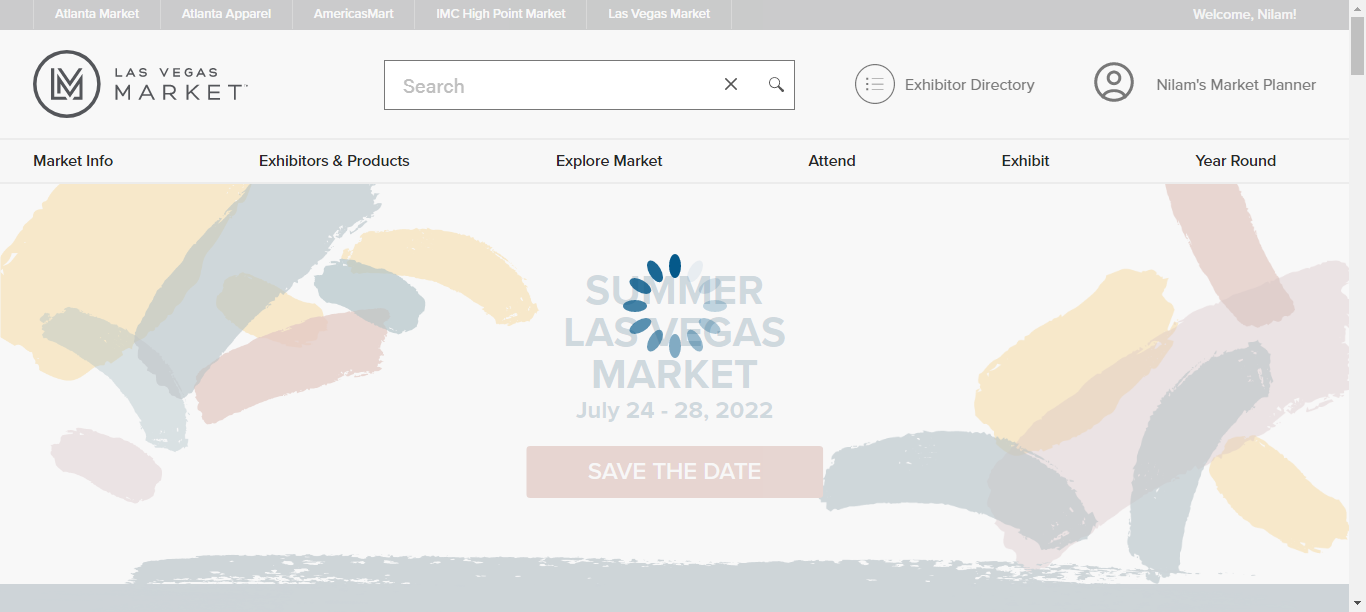 Atlanta Market
Atlanta Apparel
AmericasMart
IMC High Point Market
Las Vegas Market
Welcome, Nilam!
LAS VEGAS
MARKET
Search
Exhibitor Directory
Nilam's Market Planner
Market Info
Exhibitors & Products
Explore Market
Attend
Exhibit
Year Round
SUMMER
LAS VEGAS
MARKET
July 24 - 28, 2022
SAVE THE DATE